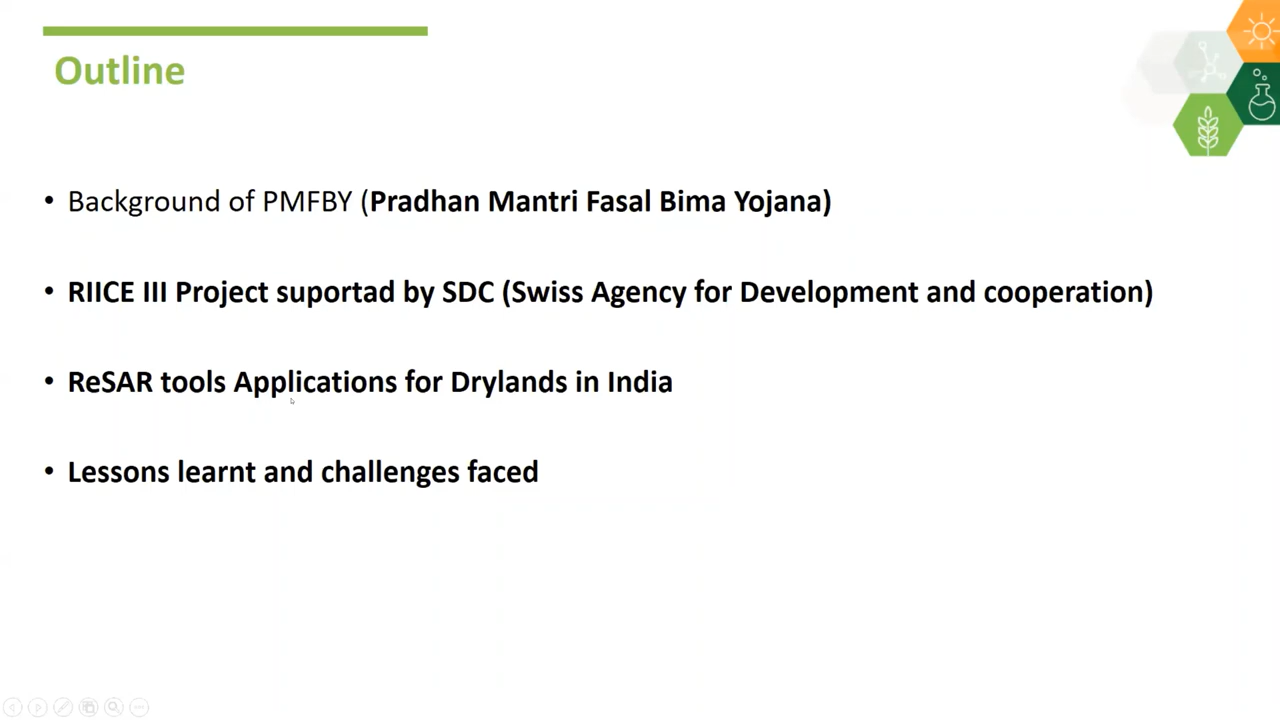 Outline
• Background of PMFBY (Pradhan Mantri Fasal Bima Yojana)
• RIICE III Project suportad by SDC (Swiss Agency for Development and cooperation)
• ReSAR tools Applications for Drylands in India
• Lessons learnt and challenges faced